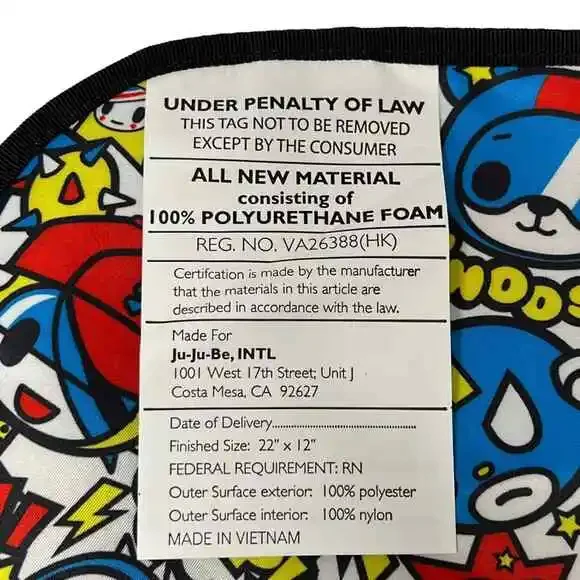 UNDER PENALTY OF LAW
THIS TAG NOT TO BE REMOVED
EXCEPT BY THE CONSUMER
ALL NEW MATERIAL
consisting of
100% POLYURETHANE FOAM
REG. NO. VA26388(HK)
Certifcation is made by the manufacturer
that the materials in this article are
described in accordance with the law.
Made For
Ju-Ju-Be, INTL
1001 West 17th Street; Unit J
Costa Mesa, CA 92627
Date of Delivery..................................................
Finished Size: 22" x 12"
FEDERAL REQUIREMENT: RN
Outer Surface exterior: 100% polyester
Outer Surface interior: 100% nylon
MADE IN VIETNAM